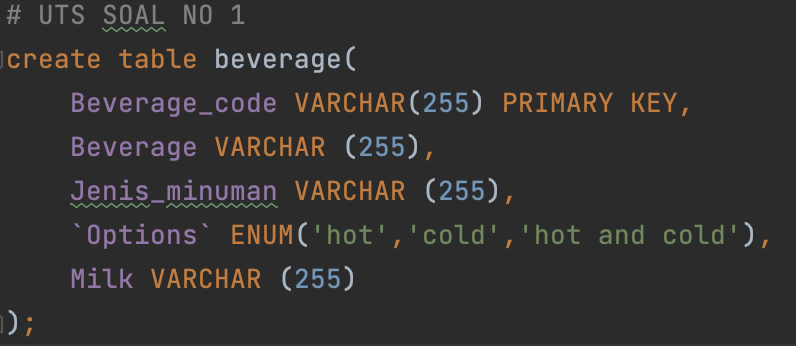 # UTS SOAL NO 1
create table beverage(
    Beverage_code VARCHAR(255) PRIMARY KEY,
    Beverage VARCHAR (255),
    Jenis_minuman VARCHAR (255),
    `Options` ENUM('hot','cold','hot and cold'),
    Milk VARCHAR (255)
);